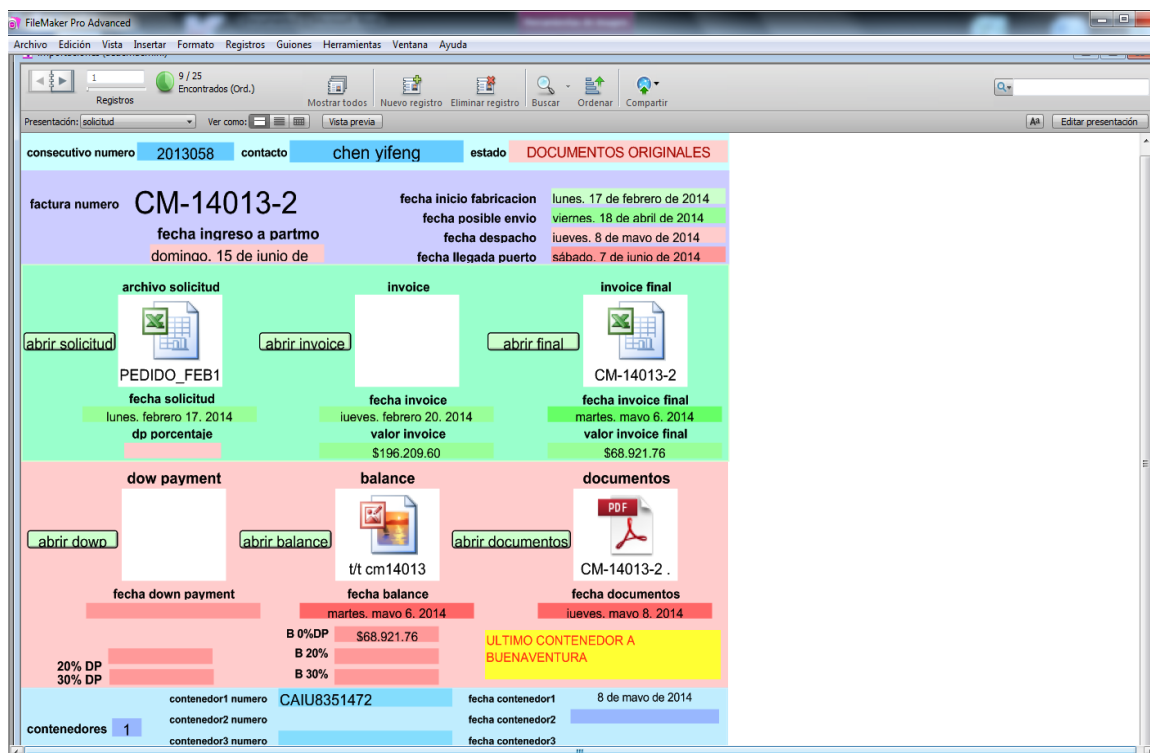 FileMaker Pro Advanced
Archivo Edición Vista Insertar Formato Registros Guiones Herramientas Ventana Ayuda
1
9 / 25
Encontrados (Ord.)
Registros
Mostrar todos Nuevo registro Eliminar registro Buscar Ordenar Compartir
Presentación: solicitud Ver como: Vista previa Aa Editar presentación
consecutivo numero 2013058 contacto chen yifeng estado DOCUMENTOS ORIGINALES
factura numero CM-14013-2
fecha inicio fabricacion lunes. 17 de febrero de 2014
fecha posible envio viernes. 18 de abril de 2014
fecha ingreso a partmo
fecha despacho jueves. 8 de mayo de 2014
domingo. 15 de junio de
fecha llegada puerto sábado. 7 de junio de 2014
archivo solicitud invoice invoice final
abrir solicitud abrir invoice abrir final
PEDIDO_FEB1 CM-14013-2
fecha solicitud fecha invoice fecha invoice final
lunes. febrero 17. 2014 jueves. febrero 20. 2014 martes. mayo 6. 2014
dp porcentaje valor invoice valor invoice final
$196.209.60 $68.921.76
dow payment balance documentos
PDF
abrir down abrir balance abrir documentos
t/t cm14013 CM-14013-2 .
fecha down payment fecha balance fecha documentos
martes. mayo 6. 2014 jueves. mayo 8. 2014
B 0%DP $68.921.76
ULTIMO CONTENEDOR A
BUENAVENTURA
B 20%
20% DP
B 30%
30% DP
contenedor1 numero CAIU8351472 fecha contenedor1 8 de mayo de 2014
contenedor2 numero fecha contenedor2
contenedores 1
contenedor3 numero fecha contenedor3